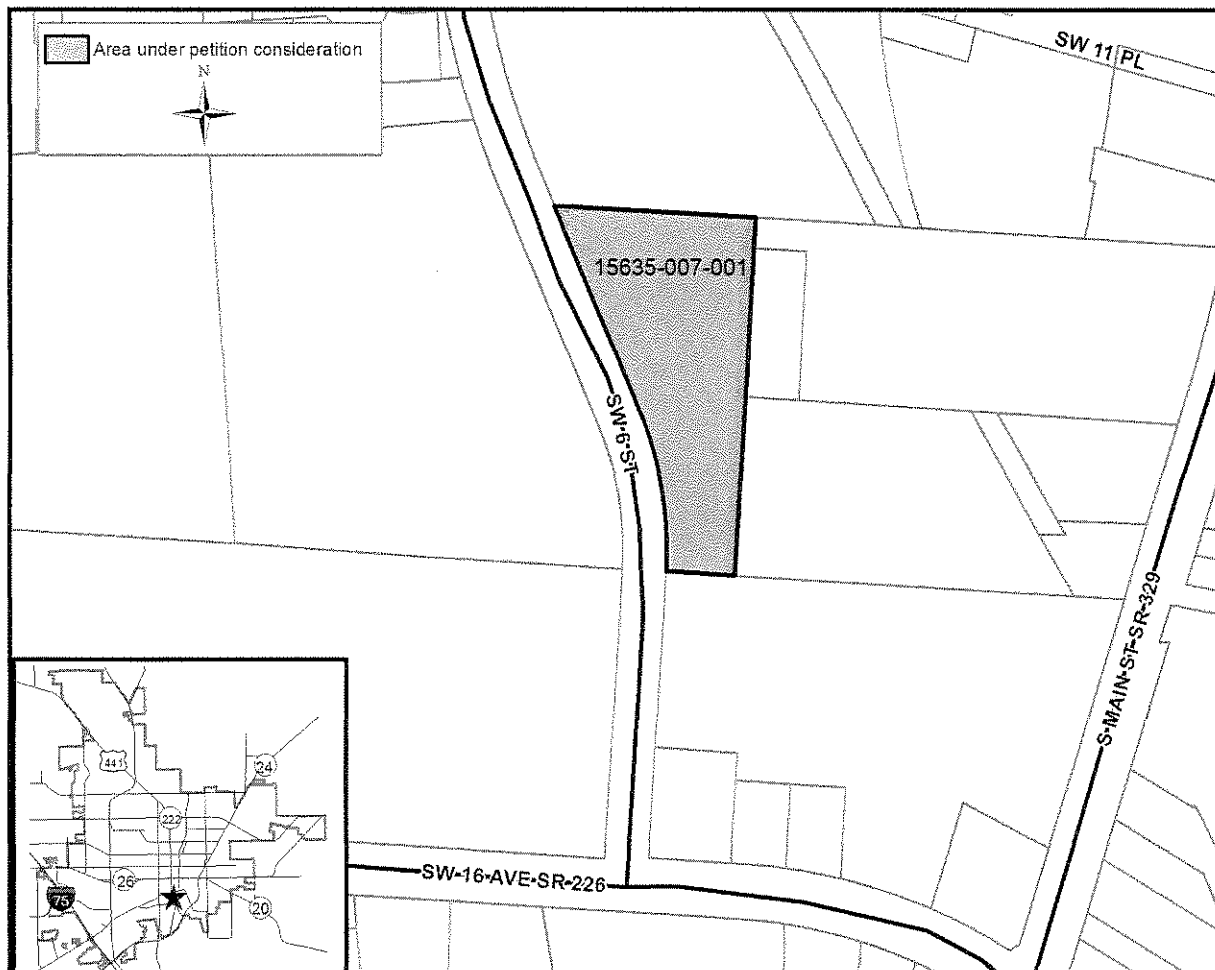 Area under petition consideration
N
SW 11 PL
15635-007-001
SW 6 ST
S MAIN ST SR 329
SW 16 AVE SR 226
441
24
222
26
75
20